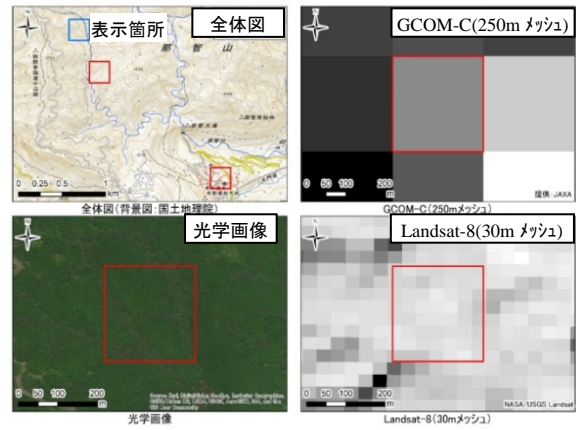 表示箇所
全体図
那智山
0 0.25 0.5
km
全体図(背景図:国土地理院)
GCOM-C(250m メッシュ)
0 50 100 200
m
提供:JAXA
GCOM-C(250mメッシュ)
光学画像
0 50 100 200
m
光学画像
Landsat-8(30m メッシュ)
0 50 100 200
m
NASA/USGS Landsat
Landsat-8(30mメッシュ)